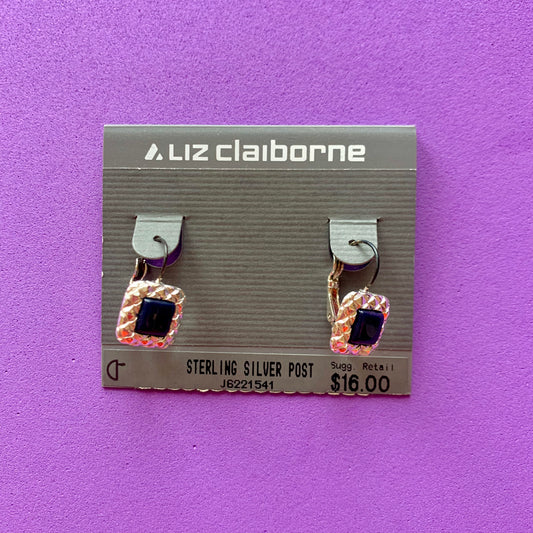 LIZ claiborne
STERLING SILVER POST
J6221541
Sugg. Retail
$16.00